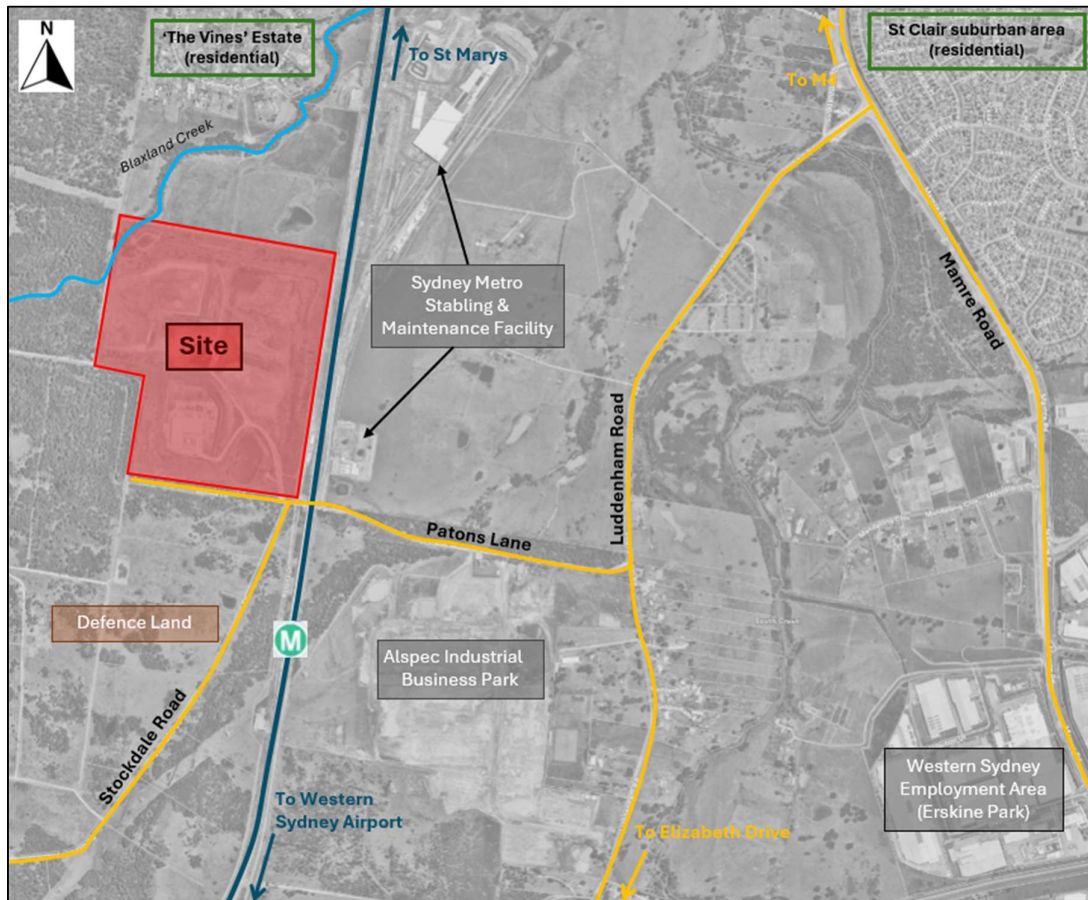 N
'The Vines' Estate
(residential)
To St Marys
St Clair suburban area
(residential)
To M4
Blaxland Creek
Sydney Metro
Stabling &
Maintenance Facility
Mamre Road
Site
Luddenham Road
Patons Lane
Defence Land
M
Alspec Industrial
Business Park
Stockdale Road
Western Sydney
Employment Area
(Erskine Park)
To Western
Sydney Airport
To Elizabeth Drive
South Creek